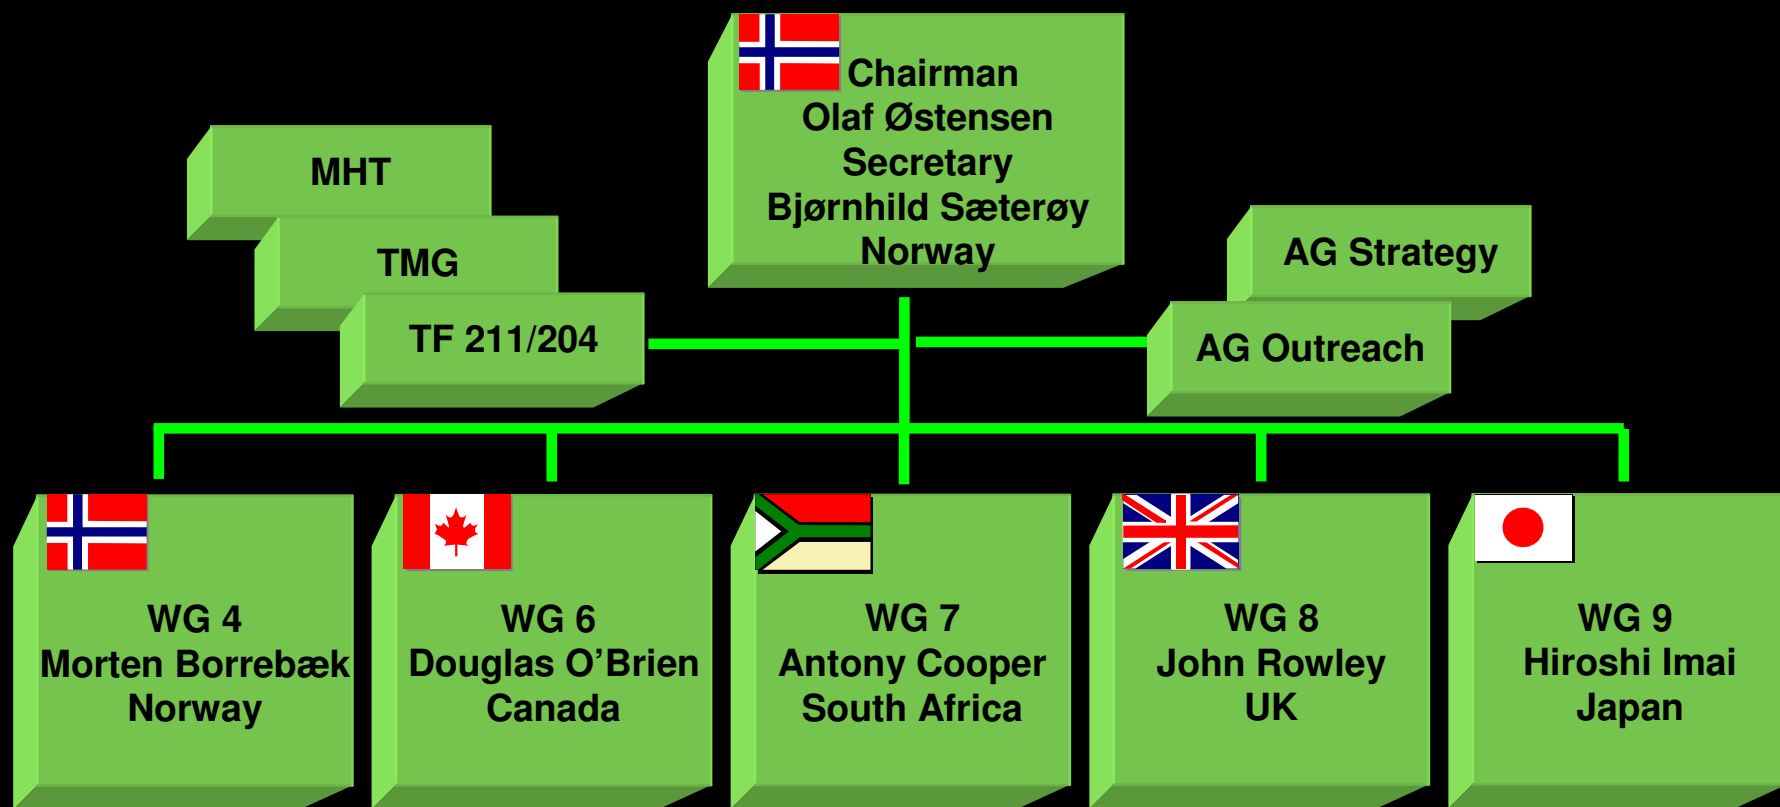 Chairman
Olaf Østensen
Secretary
Bjørnhild Sæterøy
Norway
MHT
TMG
TF 211/204
AG Strategy
AG Outreach
WG 4
Morten Borrebæk
Norway
WG 6
Douglas O’Brien
Canada
WG 7
Antony Cooper
South Africa
WG 8
John Rowley
UK
WG 9
Hiroshi Imai
Japan